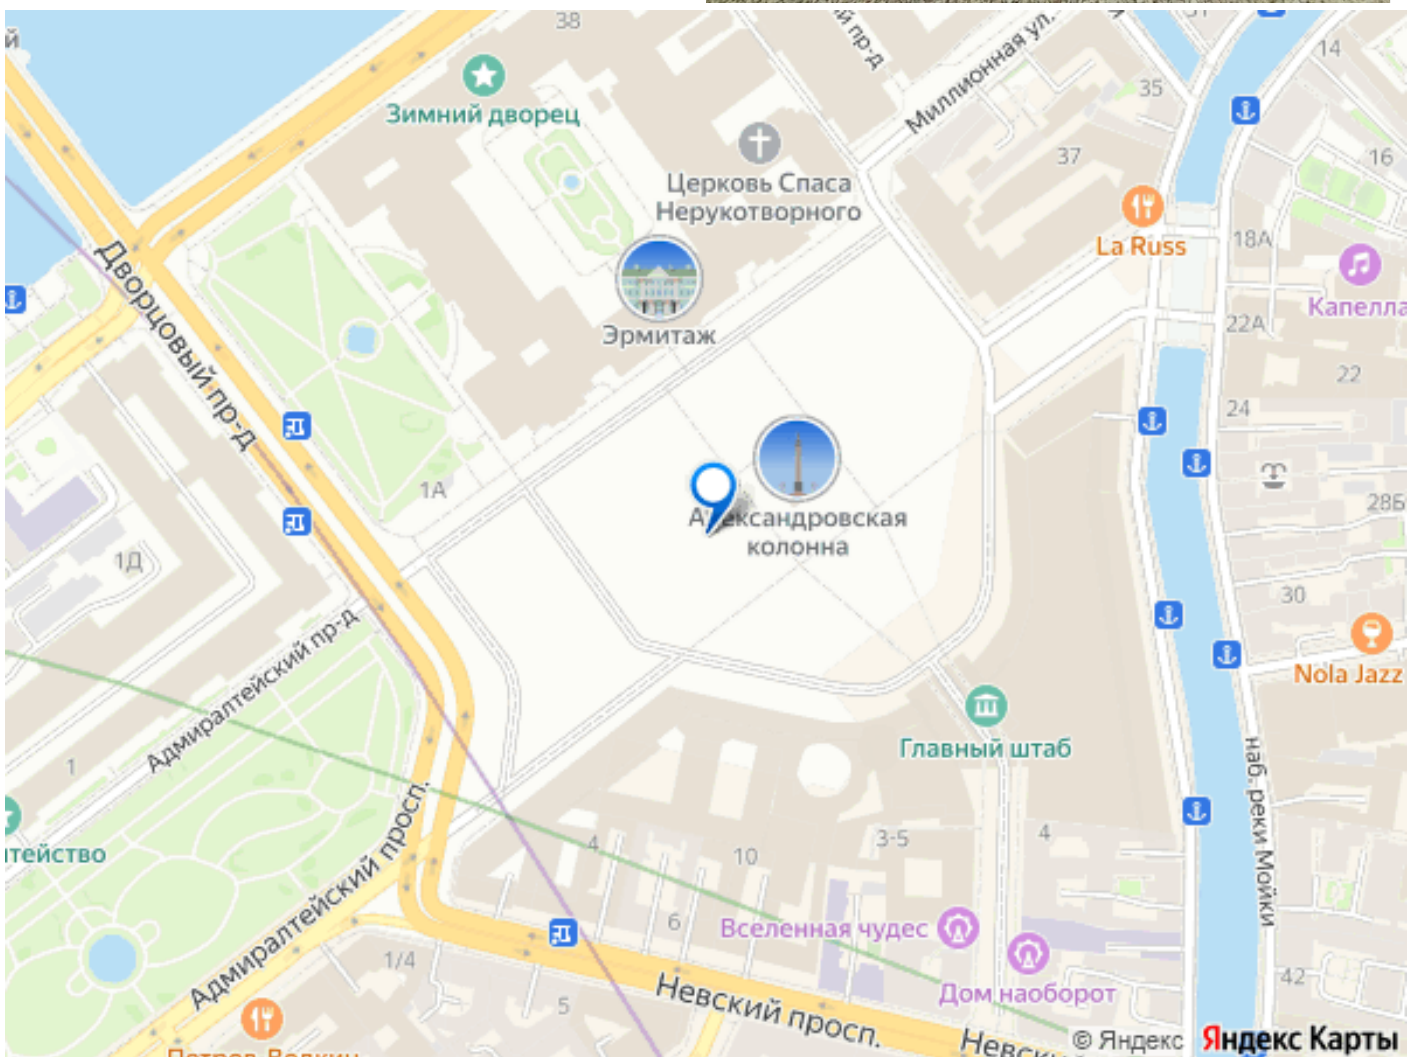 й
38
й пр-д
Миллионная ул.
14
35
Зимний дворец
37
16
Церковь Спаса
Нерукотворного
La Russ
18А
Капелла
Дворцовый пр-д
Эрмитаж
22А
22
24
1А
28Б
Александровская
колонна
1Д
30
Адмиралтейский пр-д
Nola Jazz
Главный штаб
1
наб. реки Мойки
тейство
4
10
3-5
4
Адмиралтейский просп.
6
Вселенная чудес
1/4
5
Дом наоборот
42
Невский просп.
Невск
© Яндекс Яндекс Карты